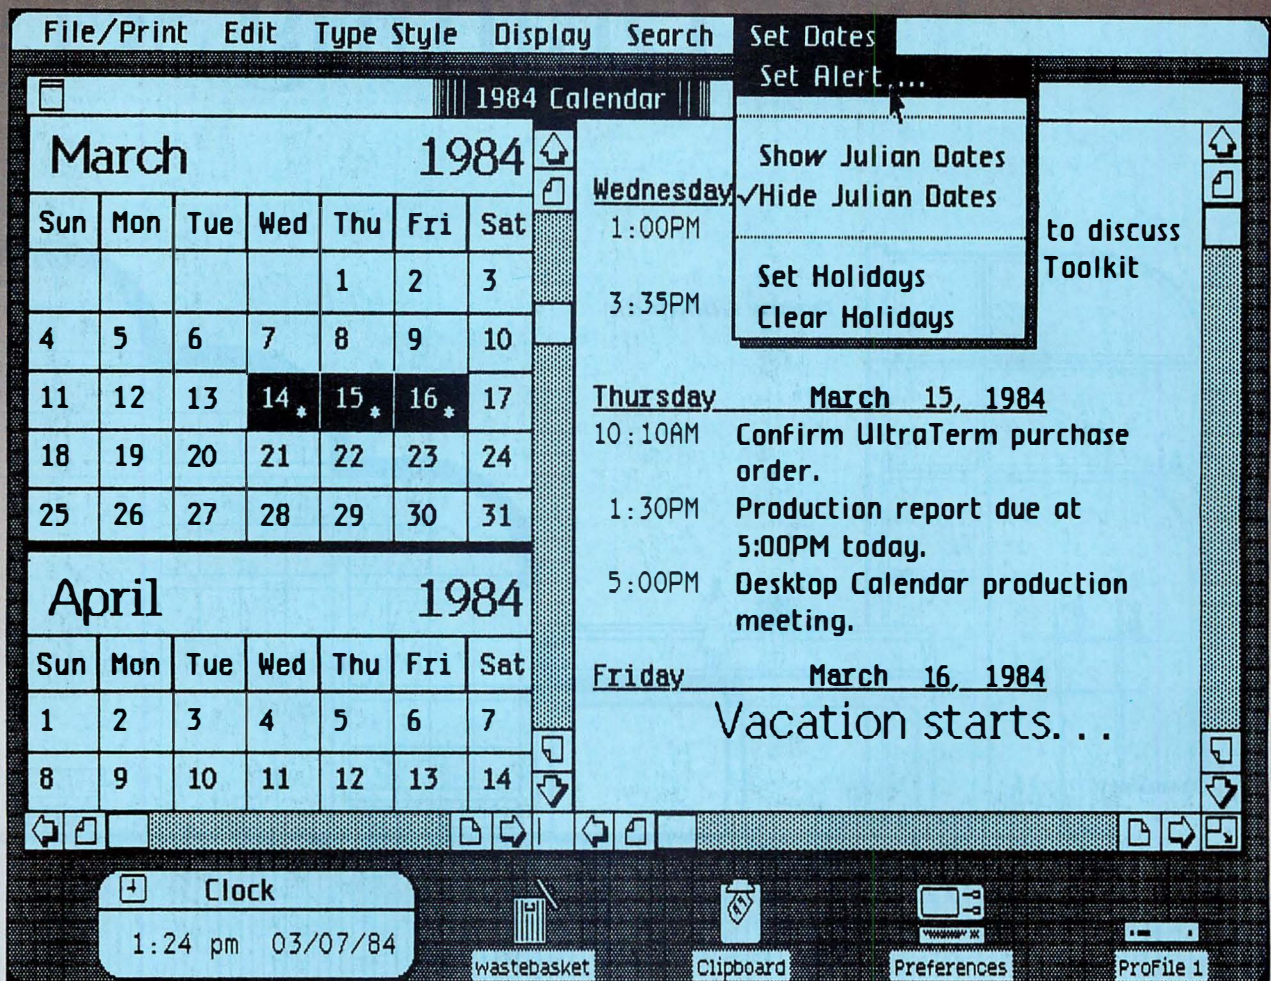 File/Print Edit Type Style Display Search Set Dates
Set Alert....
Show Julian Dates
✓Hide Julian Dates
Set Holidays
Clear Holidays
1984 Calendar
March 1984
Sun Mon Tue Wed Thu Fri Sat
1 2 3
4 5 6 7 8 9 10
11 12 13 14* 15* 16* 17
18 19 20 21 22 23 24
25 26 27 28 29 30 31
April 1984
Sun Mon Tue Wed Thu Fri Sat
1 2 3 4 5 6 7
8 9 10 11 12 13 14
Wednesday
1:00PM to discuss
Toolkit
3:35PM
Thursday March 15, 1984
10:10AM Confirm UltraTerm purchase
order.
1:30PM Production report due at
5:00PM today.
5:00PM Desktop Calendar production
meeting.
Friday March 16, 1984
Vacation starts...
Clock
1:24 pm 03/07/84
Wastebasket Clipboard Preferences ProFile 1